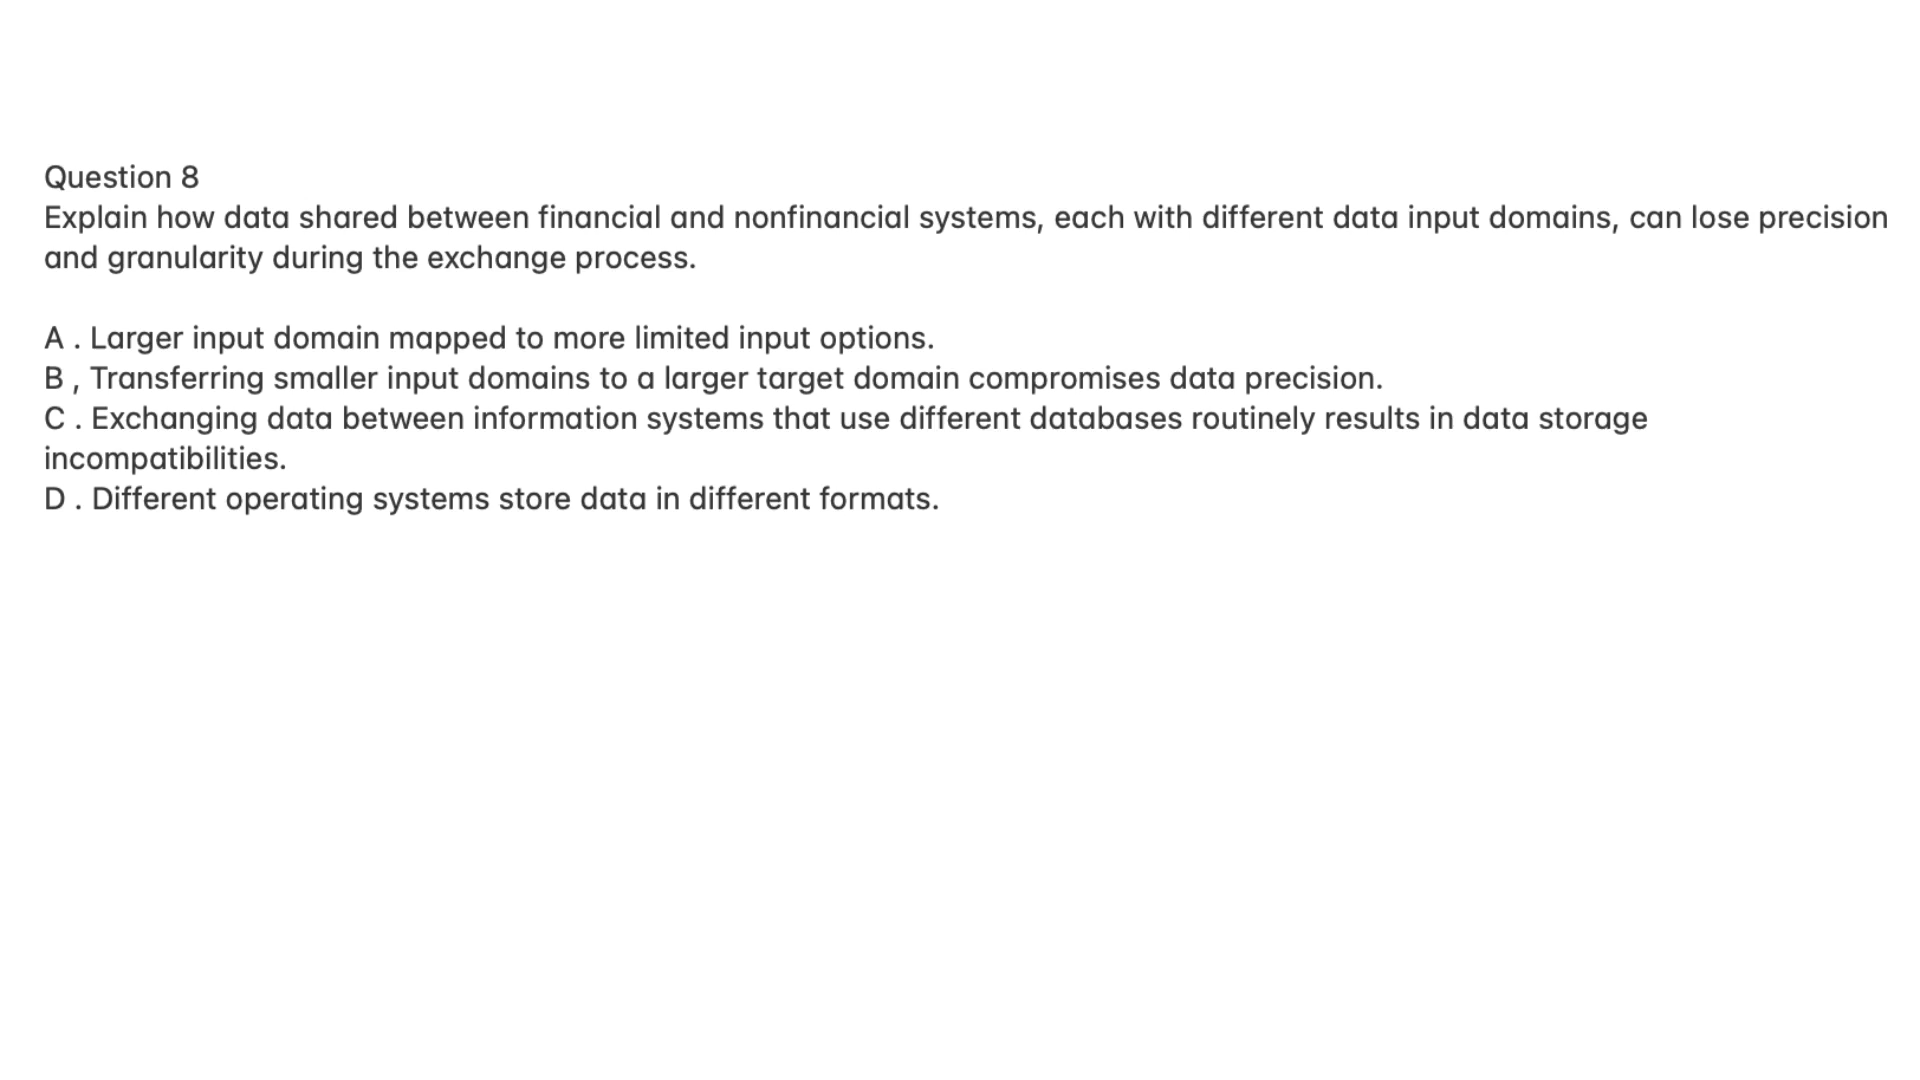 Question 8
Explain how data shared between financial and nonfinancial systems, each with different data input domains, can lose precision
and granularity during the exchange process.
A . Larger input domain mapped to more limited input options.
B , Transferring smaller input domains to a larger target domain compromises data precision.
C . Exchanging data between information systems that use different databases routinely results in data storage
incompatibilities.
D . Different operating systems store data in different formats.